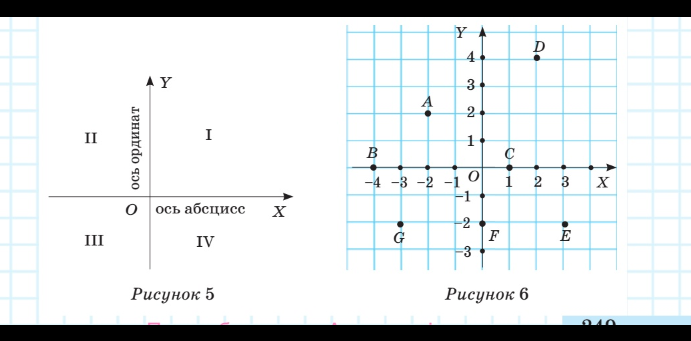 Y
II
I
ось ординат
O
ось абсцисс
X
III
IV
Рисунок 5
Y
D
4
3
A
2
1
B
C
-4 -3 -2 -1 O 1 2 3 X
-1
-2
G
F
E
-3
Рисунок 6